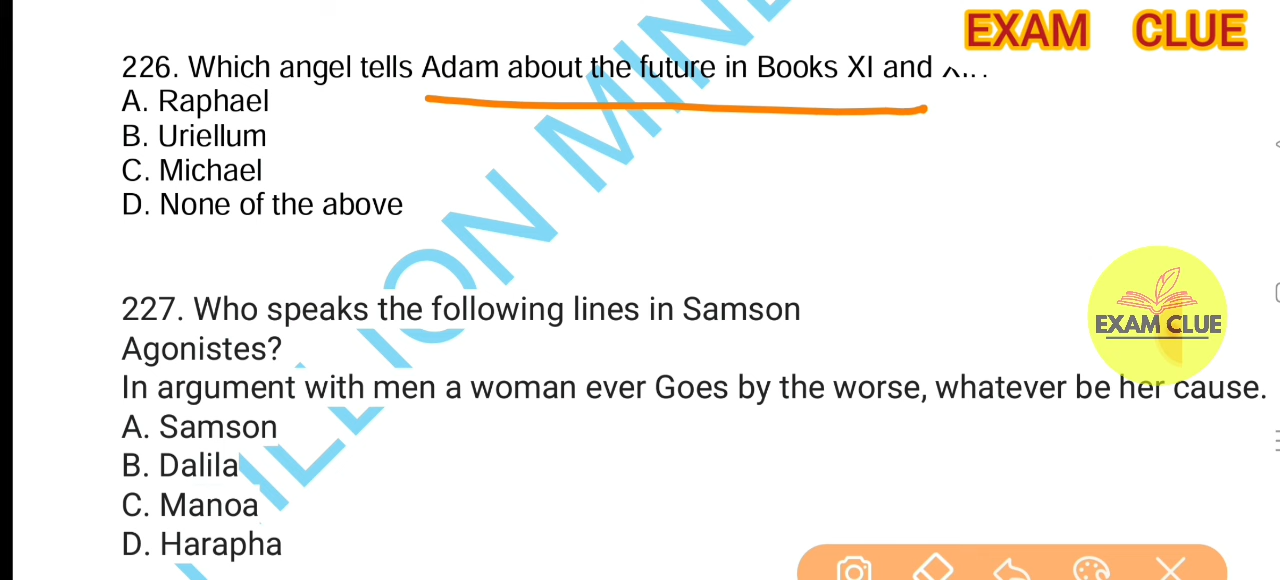 EXAM CLUE
226. Which angel tells Adam about the future in Books XI and
A. Raphael
B. Uriellum
C. Michael
D. None of the above
227. Who speaks the following lines in Samson
Agonistes?
EXAM CLUE
In argument with men a woman ever Goes by the worse, whatever be her cause.
A. Samson
B. Dalila
C. Manoa
D. Harapha